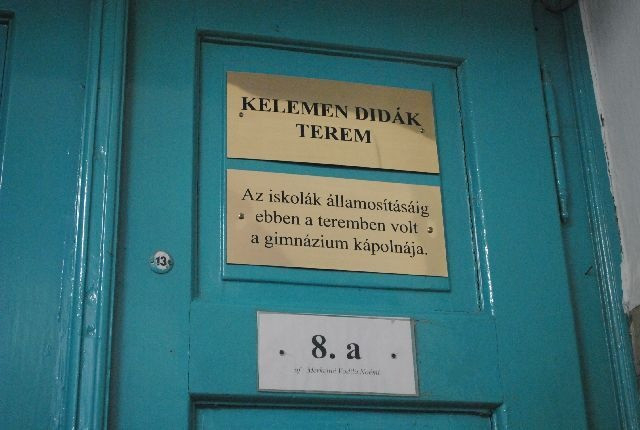 KELEMEN DIDÁK
TEREM
Az iskolák államosításáig
ebben a teremben volt
a gimnázium kápolnája.
13
8. a